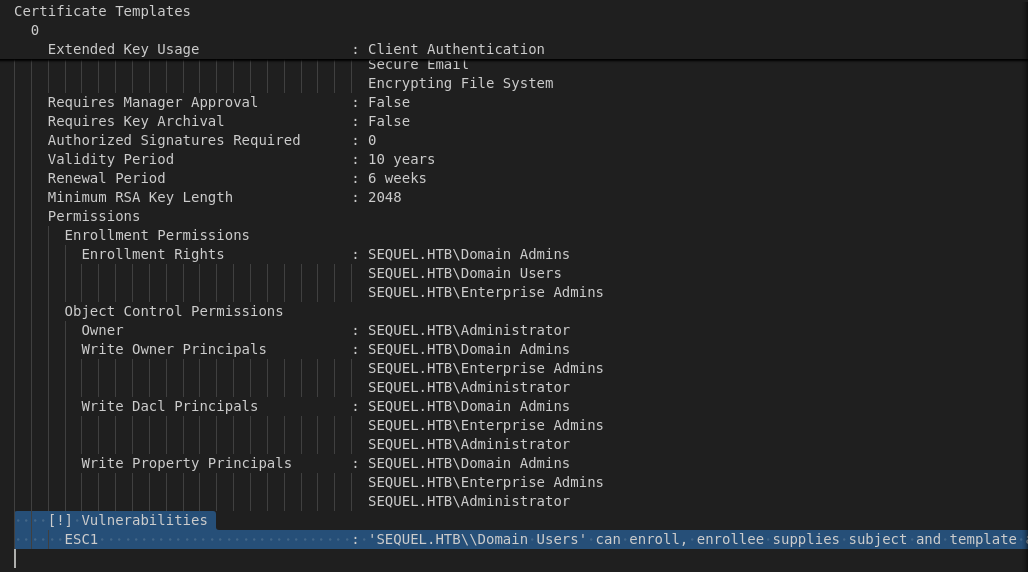 Certificate Templates
0
Extended Key Usage : Client Authentication
Secure Email
Encrypting File System
Requires Manager Approval : False
Requires Key Archival : False
Authorized Signatures Required : 0
Validity Period : 10 years
Renewal Period : 6 weeks
Minimum RSA Key Length : 2048
Permissions
Enrollment Permissions
Enrollment Rights : SEQUEL.HTB\Domain Admins
SEQUEL.HTB\Domain Users
SEQUEL.HTB\Enterprise Admins
Object Control Permissions
Owner : SEQUEL.HTB\Administrator
Write Owner Principals : SEQUEL.HTB\Domain Admins
SEQUEL.HTB\Enterprise Admins
SEQUEL.HTB\Administrator
Write Dacl Principals : SEQUEL.HTB\Domain Admins
SEQUEL.HTB\Enterprise Admins
SEQUEL.HTB\Administrator
Write Property Principals : SEQUEL.HTB\Domain Admins
SEQUEL.HTB\Enterprise Admins
SEQUEL.HTB\Administrator
[!] Vulnerabilities
ESC1 : 'SEQUEL.HTB\\Domain Users' can enroll, enrollee supplies subject and template